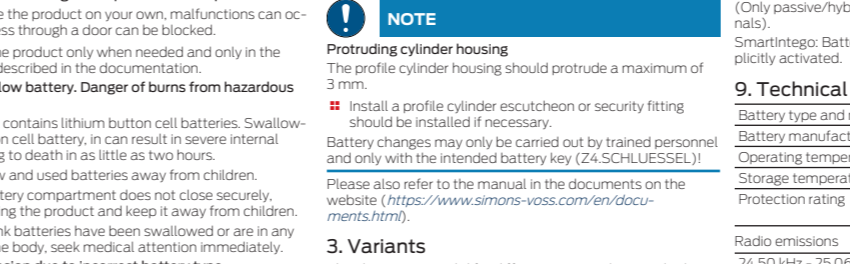 e the product on your own, malfunctions can oc-
ess through a door can be blocked.
he product only when needed and only in the
described in the documentation.
low battery. Danger of burns from hazardous
contains lithium button cell batteries. Swallow-
n cell battery, in can result in severe internal
g to death in as little as two hours.
w and used batteries away from children.
ttery compartment does not close securely,
ing the product and keep it away from children.
nk batteries have been swallowed or are in any
he body, seek medical attention immediately.
NOTE
Protruding cylinder housing
The profile cylinder housing should protrude a maximum of
3 mm.
Install a profile cylinder escutcheon or security fitting
should be installed if necessary.
Battery changes may only be carried out by trained personnel
and only with the intended battery key (Z4.SCHLUESSEL)!
Please also refer to the manual in the documents on the
website (https://www.simons-voss.com/en/docu-
ments.html).
3. Variants
(Only passive/hyb
nals).
SmartIntego: Batt
plicitly activated.
9. Technical
Battery type and
Battery manufact
Operating temper
Storage temperat
Protection rating
Radio emissions